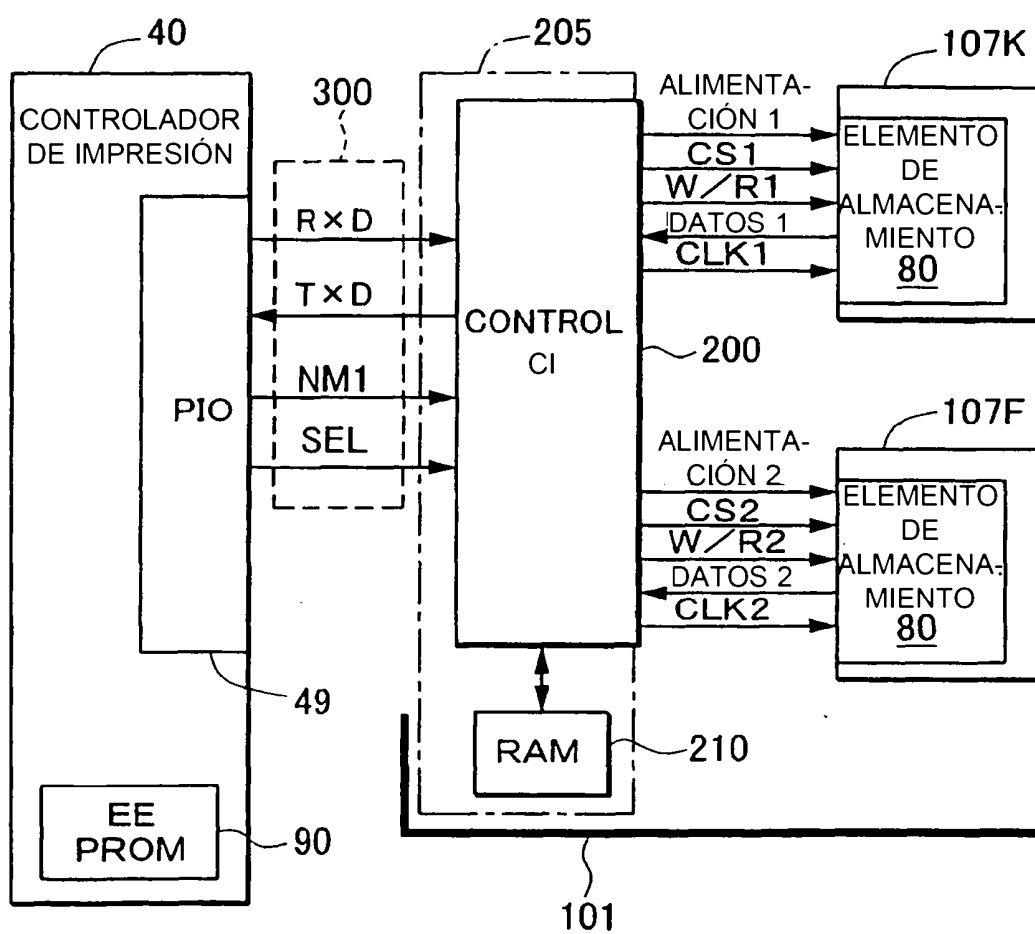 40
CONTROLADOR
DE IMPRESIÓN
PIO
49
EE
PROM
90
300
R×D
T×D
NM1
SEL
205
CONTROL
CI
200
RAM
210
101
ALIMENTA-
CIÓN 1
CS1
W/R1
DATOS 1
CLK1
107K
ELEMENTO
DE
ALMACENA-
MIENTO
80
ALIMENTA-
CIÓN 2
CS2
W/R2
DATOS 2
CLK2
107F
ELEMENTO
DE
ALMACENA-
MIENTO
80